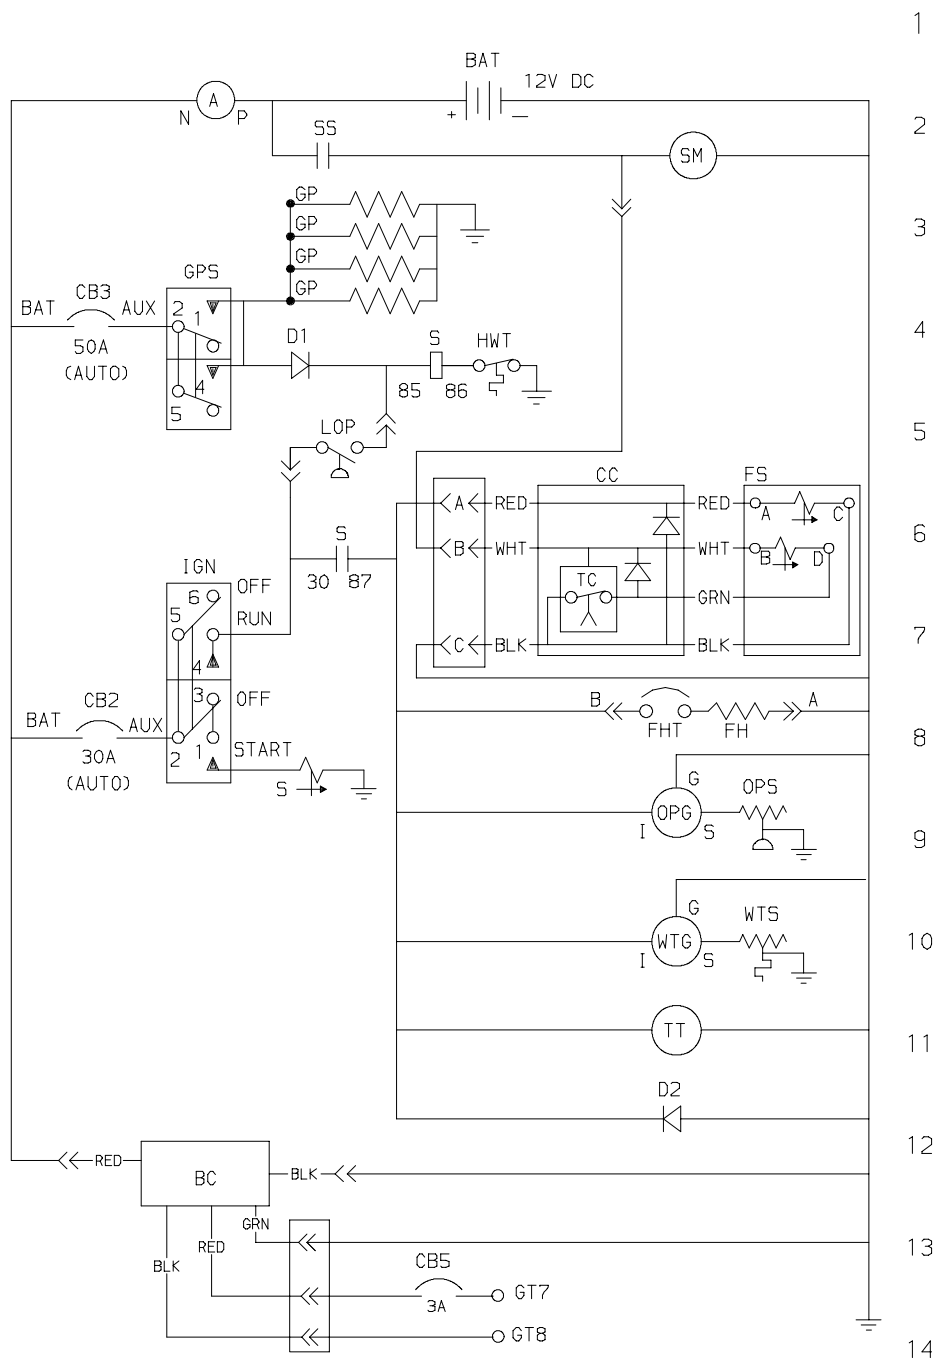 1
BAT
12V DC
A
N
P
+
–
2
SS
SM
GP
GP
GP
GP
3
GPS
BAT
CB3
AUX
2
1
4
50A
(AUTO)
D1
S
HWT
85
86
4
5
LOP
5
CC
FS
A
RED
RED
A
C
6
S
B
WHT
WHT
B
D
30
87
IGN
TC
6
OFF
GRN
5
RUN
7
C
BLK
BLK
4
3
OFF
CB2
BAT
AUX
B
A
FHT
FH
8
2
1
START
30A
(AUTO)
S
G
OPS
OPG
I
S
9
G
WTS
WTG
I
S
10
TT
11
D2
12
RED
BC
BLK
GRN
RED
13
BLK
CB5
3A
GT7
GT8
14